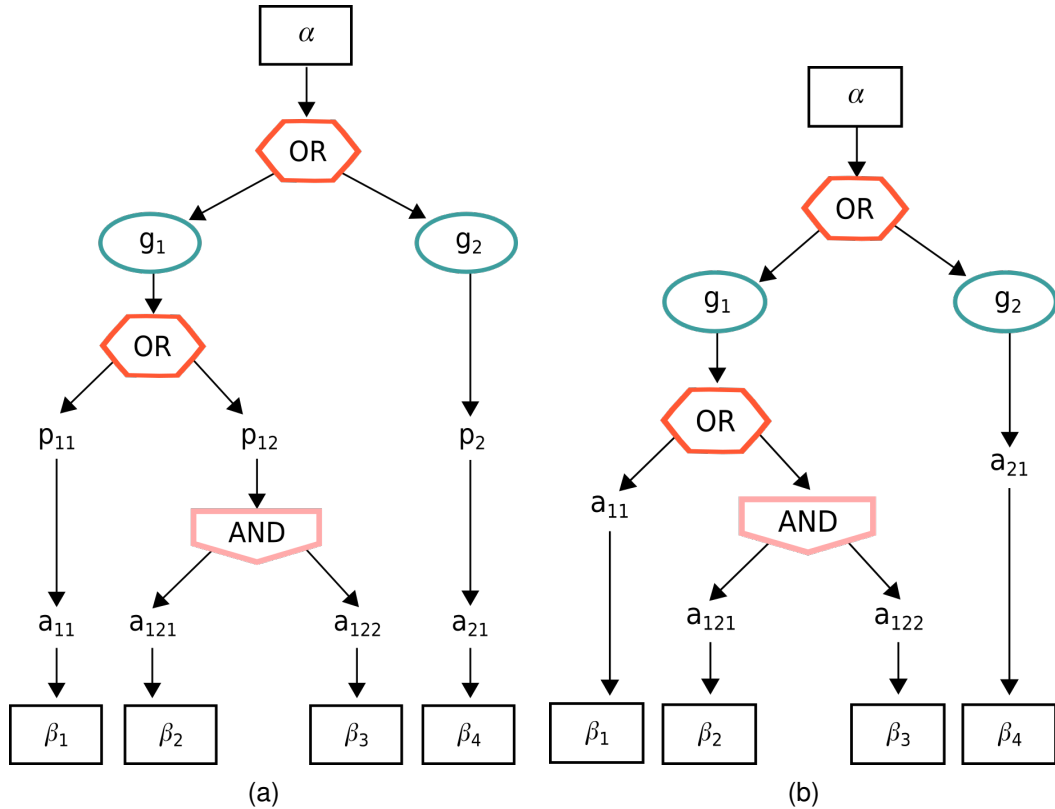 α
OR
g₁
g₂
OR
p₁₁
p₁₂
p₂
AND
a₁₁
a₁₂₁
a₁₂₂
a₂₁
β₁
β₂
β₃
β₄
(a)
α
OR
g₁
g₂
OR
a₂₁
a₁₁
AND
a₁₂₁
a₁₂₂
β₁
β₂
β₃
β₄
(b)